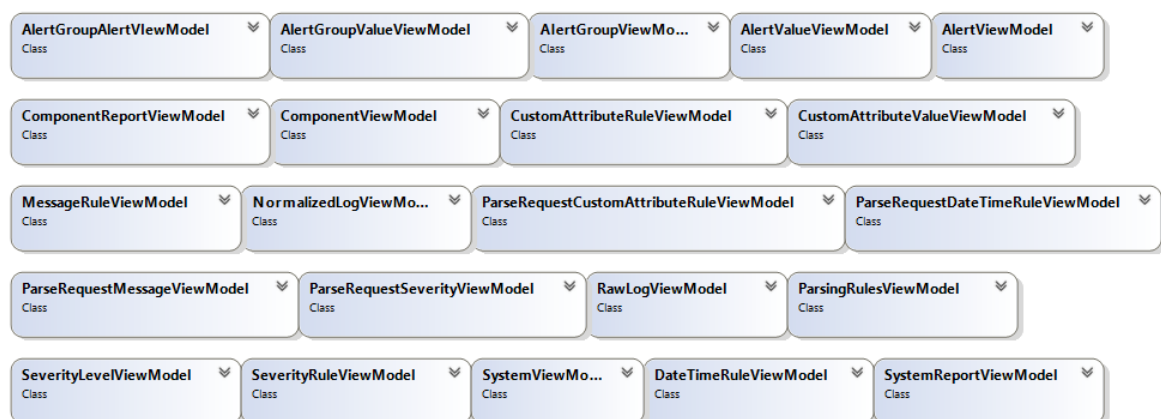 AlertGroupAlertVIewModel AlertGroupValueViewModel AlertGroupViewMo... AlertValueViewModel AlertViewModel
Class Class Class Class Class
ComponentReportViewModel ComponentViewModel CustomAttributeRuleViewModel CustomAttributeValueViewModel
Class Class Class Class
MessageRuleViewModel NormalizedLogViewMo... ParseRequestCustomAttributeRuleViewModel ParseRequestDateTimeRuleViewModel
Class Class Class Class
ParseRequestMessageViewModel ParseRequestSeverityViewModel RawLogViewModel ParsingRulesViewModel
Class Class Class Class
SeverityLevelViewModel SeverityRuleViewModel SystemViewMo... DateTimeRuleViewModel SystemReportViewModel
Class Class Class Class Class